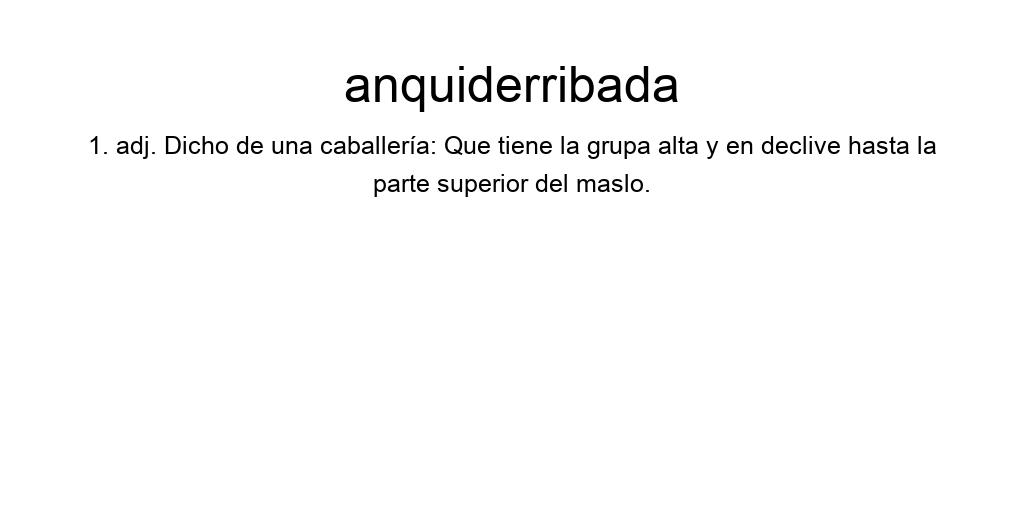 anquiderribada
1. adj. Dicho de una caballería: Que tiene la grupa alta y en declive hasta la
parte superior del maslo.